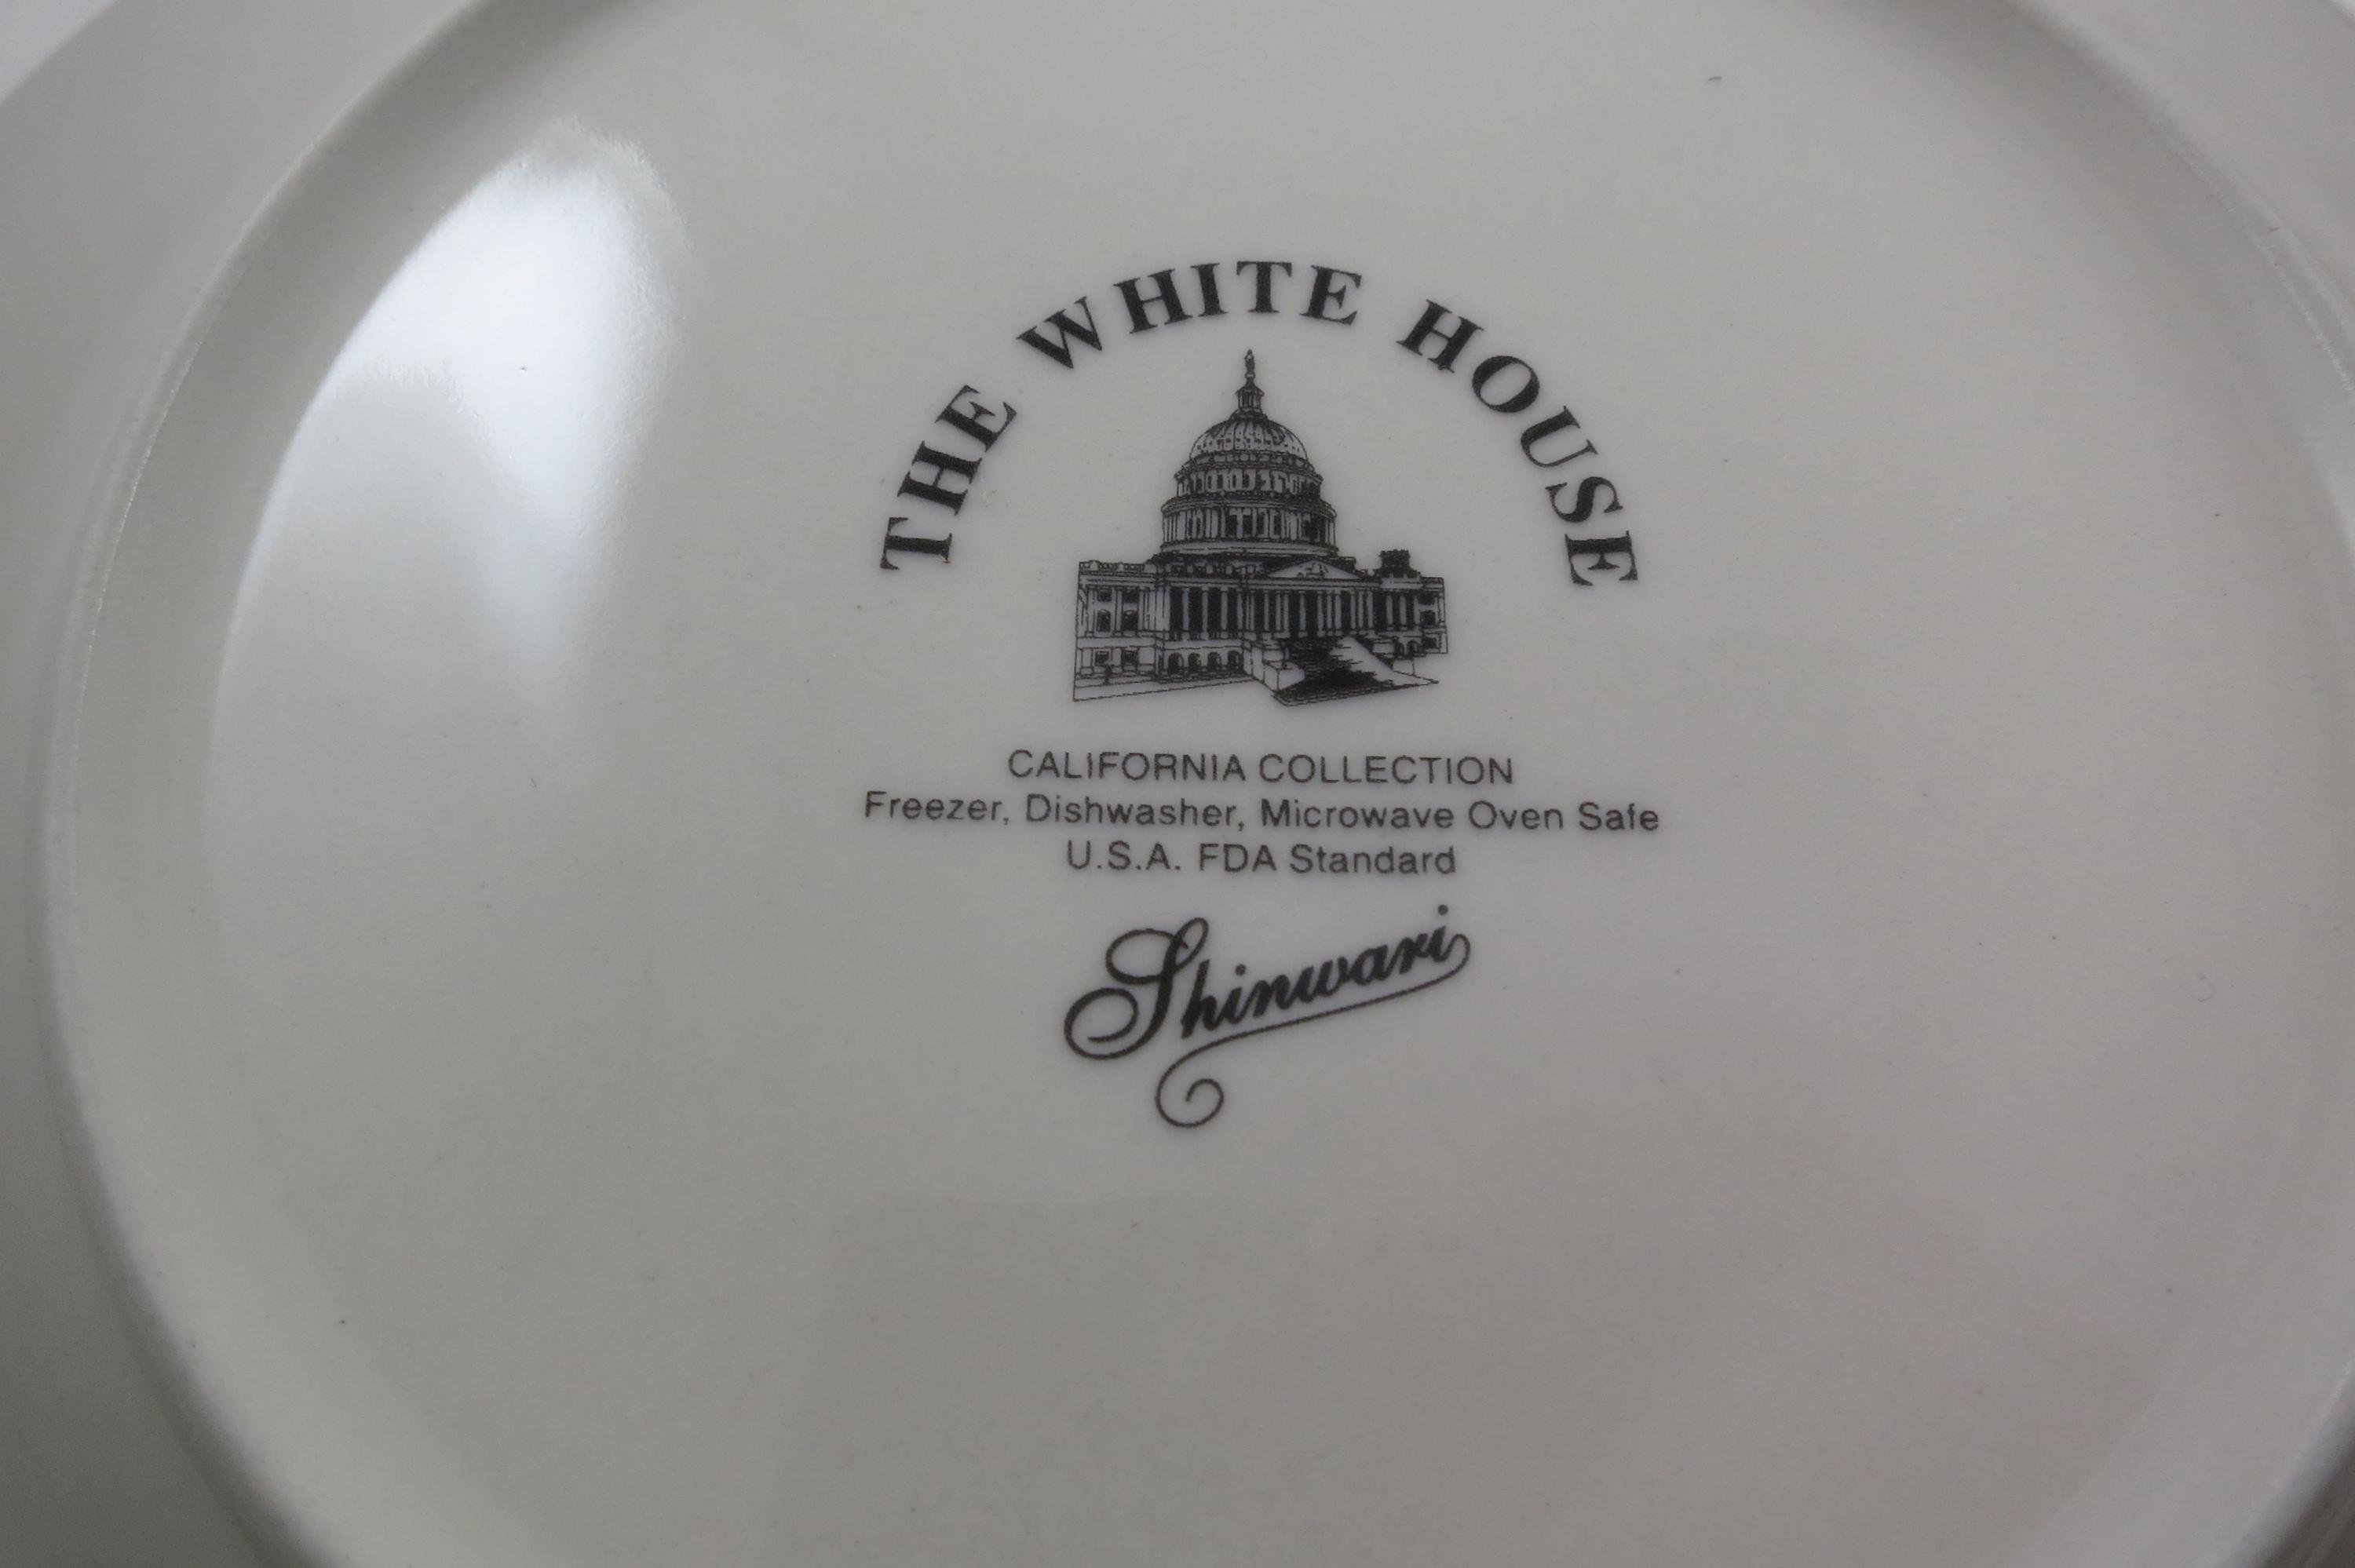 THE WHITE HOUSE
CALIFORNIA COLLECTION
Freezer, Dishwasher, Microwave Oven Safe
U.S.A. FDA Standard
Shinwari